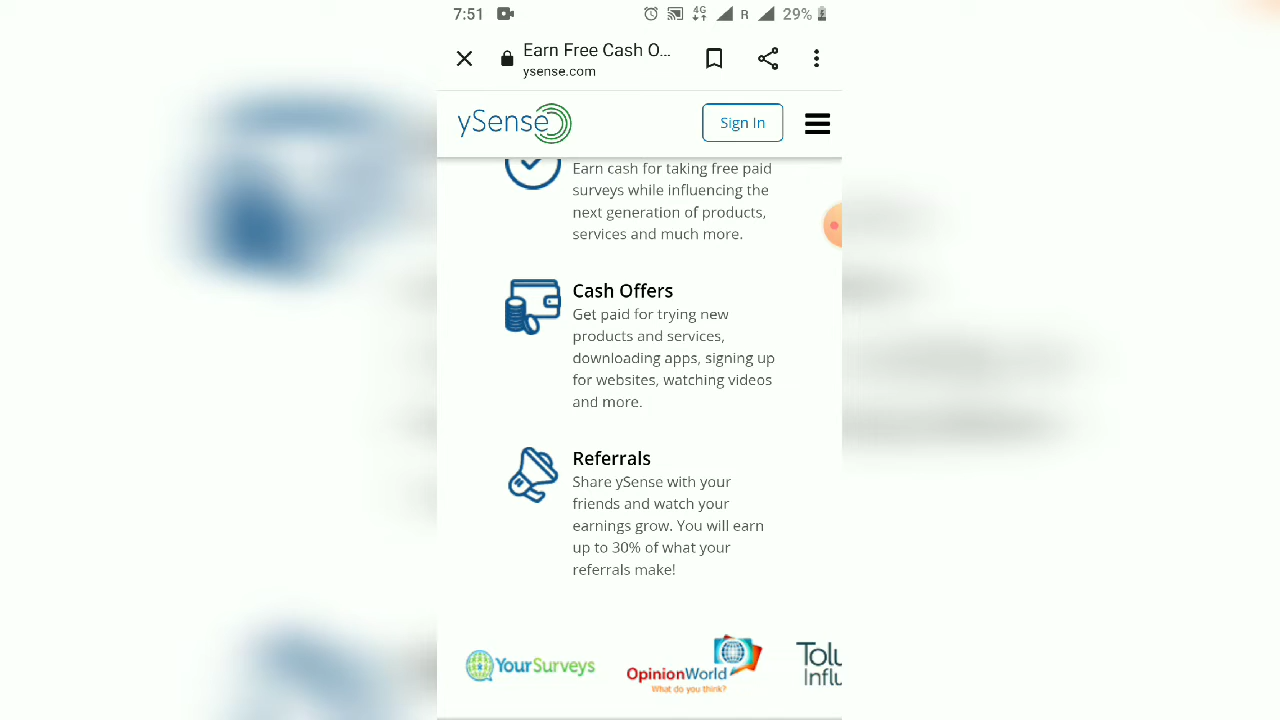 7:51 4G R 29%
Earn Free Cash O...
ysense.com
ySense Sign In
Earn cash for taking free paid
surveys while influencing the
next generation of products,
services and much more.
Cash Offers
Get paid for trying new
products and services,
downloading apps, signing up
for websites, watching videos
and more.
Referrals
Share ySense with your
friends and watch your
earnings grow. You will earn
up to 30% of what your
referrals make!
YourSurveys OpinionWorld
What do you think?